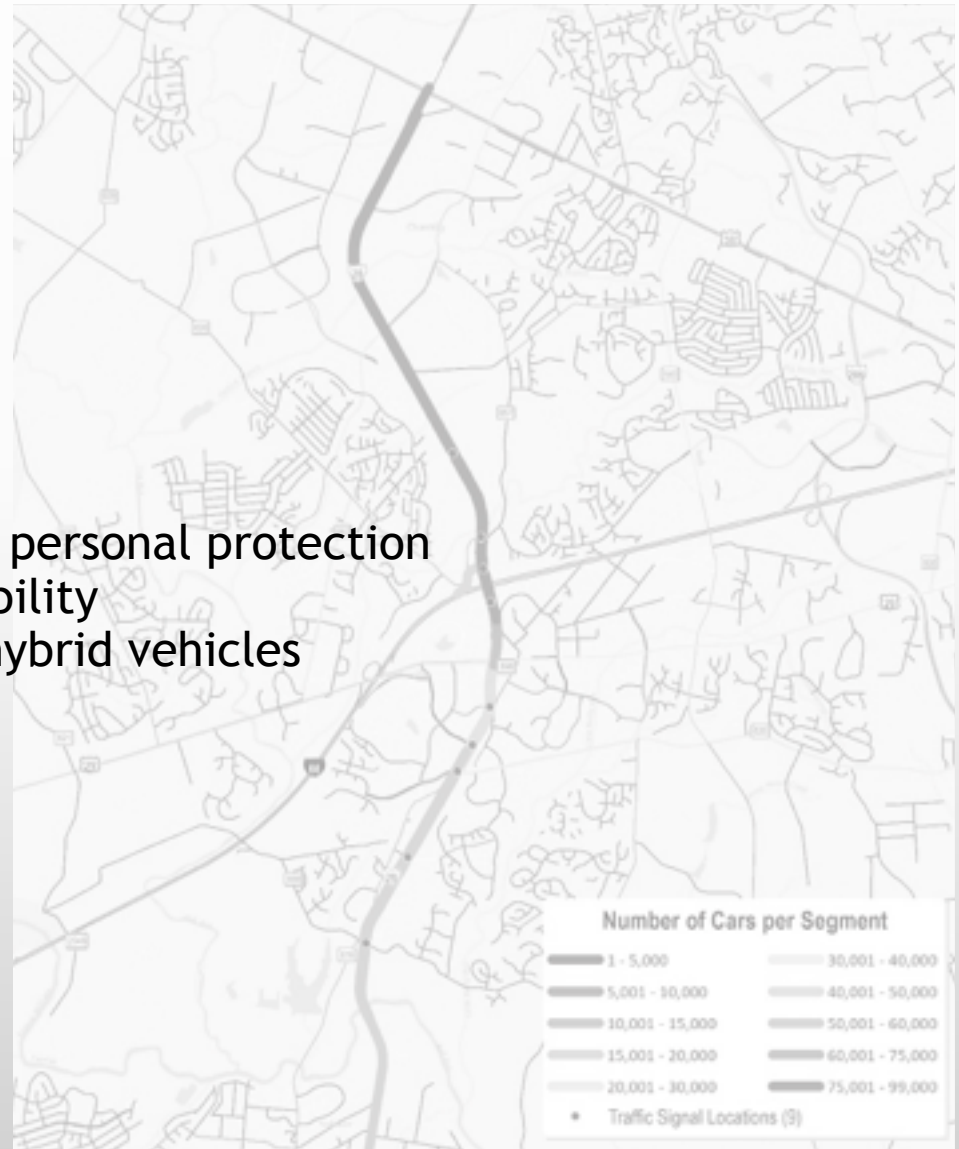 personal protection
bility
hybrid vehicles
Number of Cars per Segment
1 - 5,000
5,001 - 10,000
10,001 - 15,000
15,001 - 20,000
20,001 - 30,000
30,001 - 40,000
40,001 - 50,000
50,001 - 60,000
60,001 - 75,000
75,001 - 99,000
Traffic Signal Locations (9)